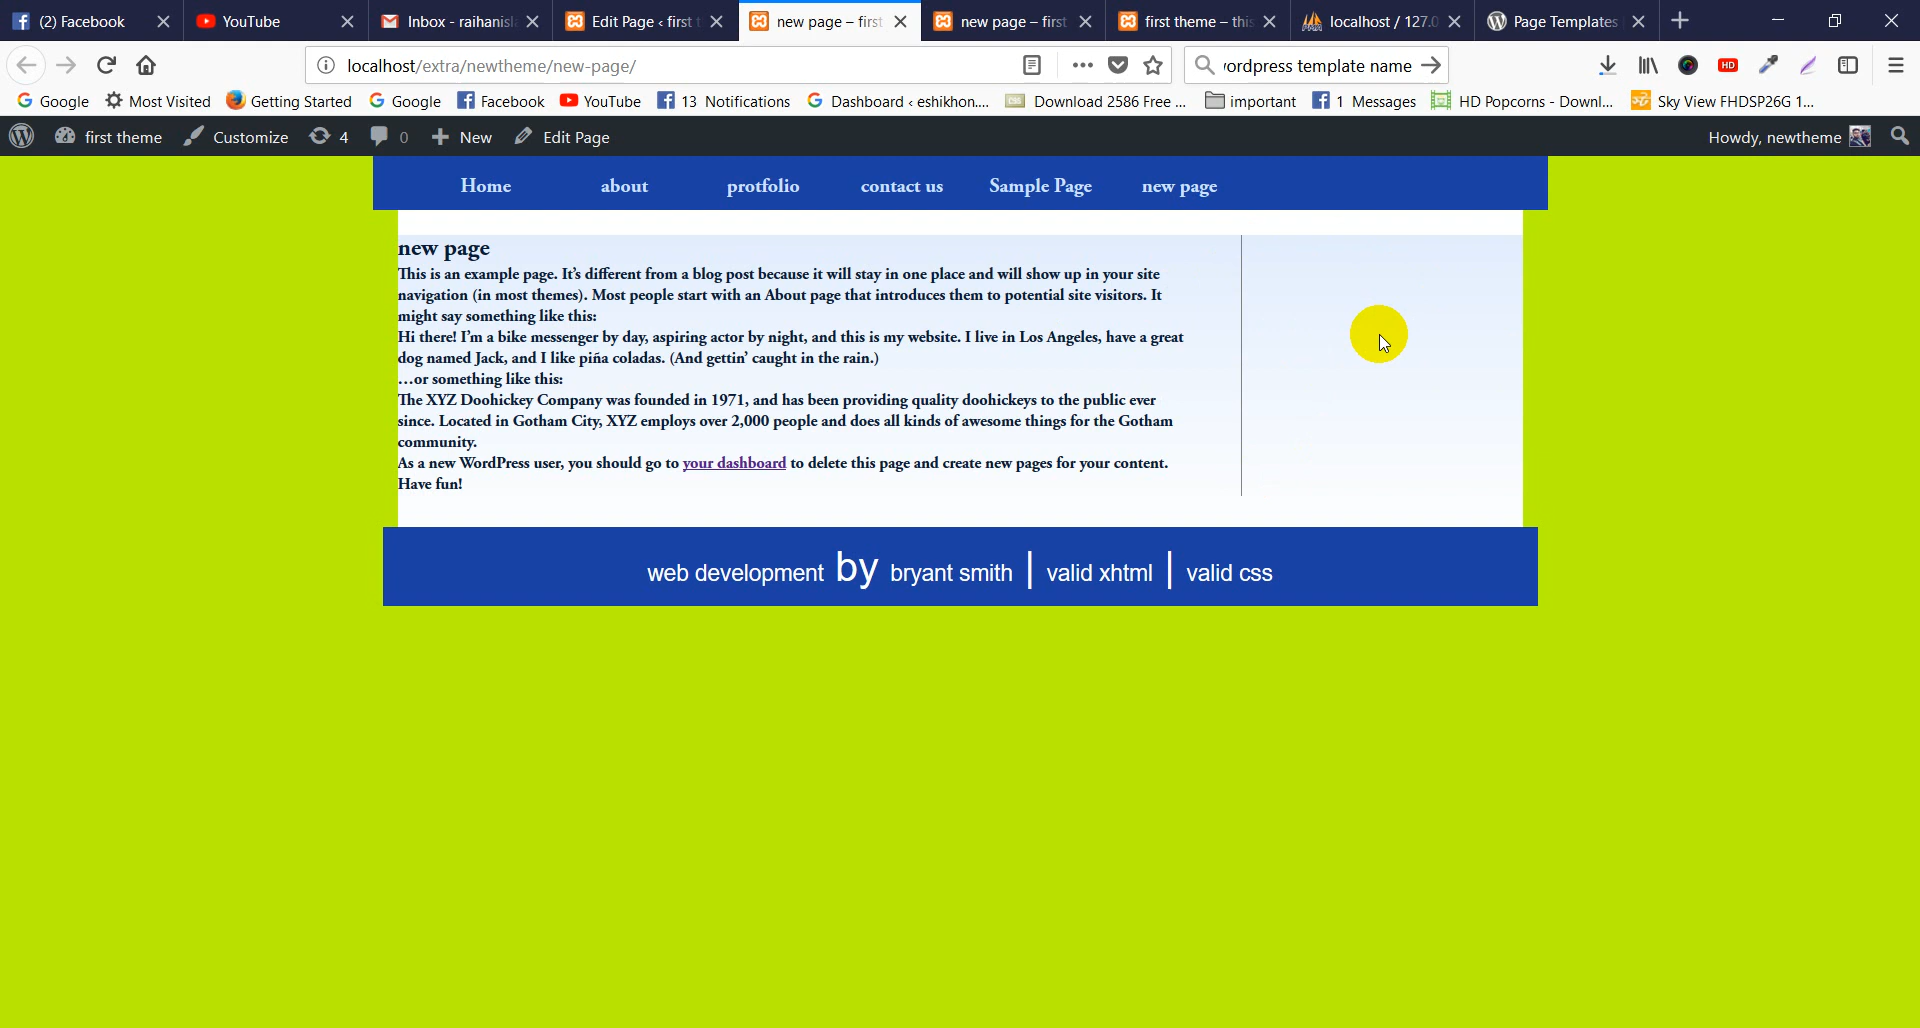 (2) Facebook
YouTube
Inbox - raihanisl
Edit Page ‹ first t
new page – first
new page – first
first theme – this
localhost / 127.0
Page Templates
localhost/extra/newtheme/new-page/
wordpress template name
Google
Most Visited
Getting Started
Google
Facebook
YouTube
13 Notifications
Dashboard ‹ eshikhon....
Download 2586 Free ...
important
1 Messages
HD Popcorns - Downl...
Sky View FHDSP26G 1...
first theme
Customize
4
0
New
Edit Page
Howdy, newtheme
Home
about
protfolio
contact us
Sample Page
new page
new page
This is an example page. It’s different from a blog post because it will stay in one place and will show up in your site
navigation (in most themes). Most people start with an About page that introduces them to potential site visitors. It
might say something like this:
Hi there! I’m a bike messenger by day, aspiring actor by night, and this is my website. I live in Los Angeles, have a great
dog named Jack, and I like piña coladas. (And gettin’ caught in the rain.)
…or something like this:
The XYZ Doohickey Company was founded in 1971, and has been providing quality doohickeys to the public ever
since. Located in Gotham City, XYZ employs over 2,000 people and does all kinds of awesome things for the Gotham
community.
As a new WordPress user, you should go to your dashboard to delete this page and create new pages for your content.
Have fun!
web development by bryant smith | valid xhtml | valid css